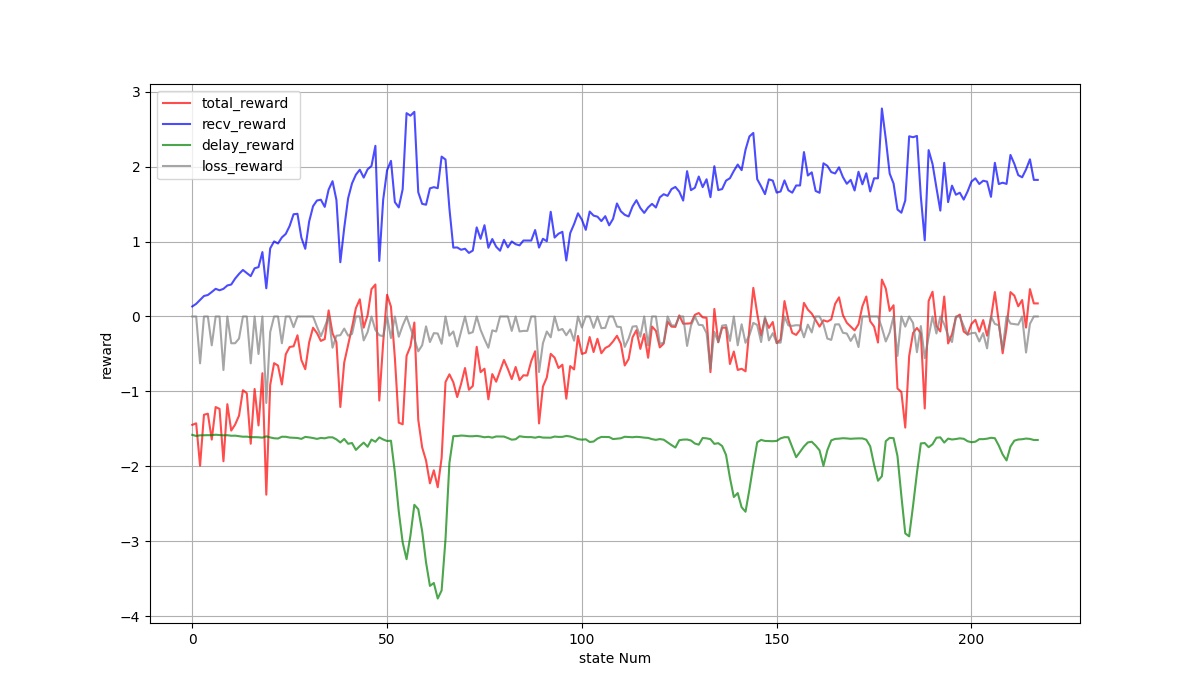 3
2
1
0
−1
−2
−3
−4
reward
total_reward
recv_reward
delay_reward
loss_reward
0
50
100
150
200
state Num